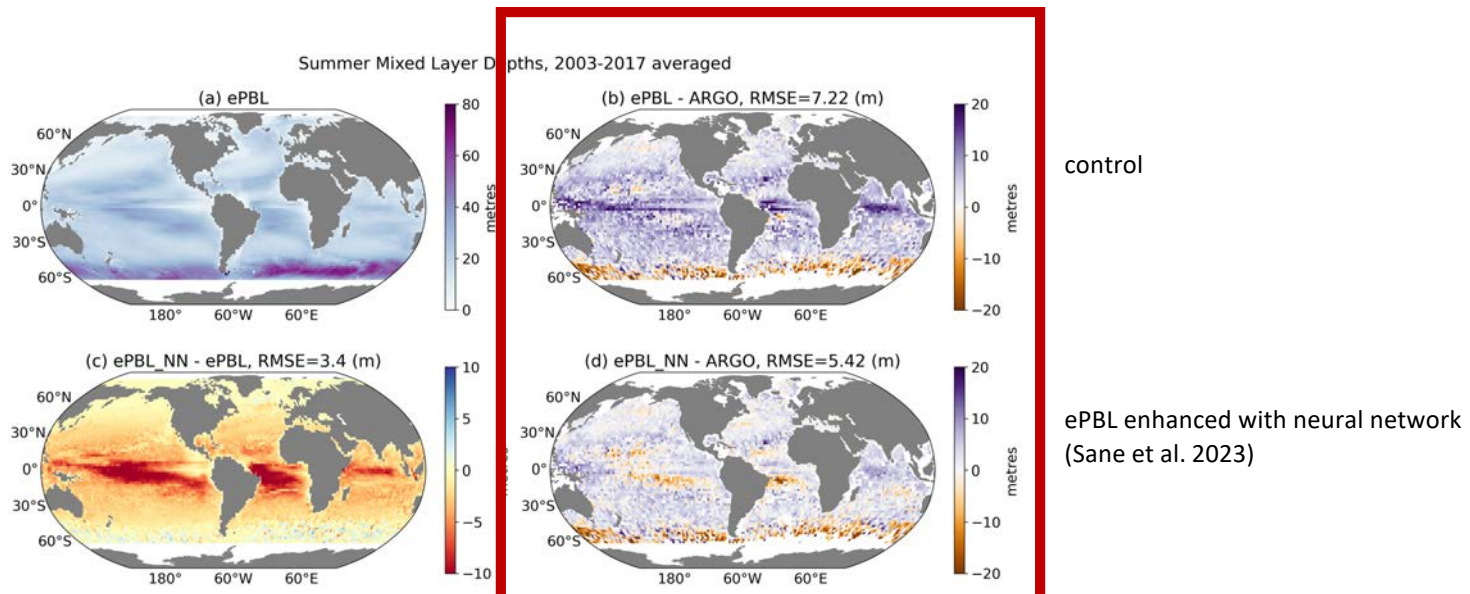 Summer Mixed Layer Depths, 2003-2017 averaged
(a) ePBL
60°N
30°N
0°
30°S
60°S
180° 60°W 60°E
80
60
40
20
0
metres
(b) ePBL - ARGO, RMSE=7.22 (m)
60°N
30°N
0°
30°S
60°S
180° 60°W 60°E
20
10
0
−10
−20
metres
control
(c) ePBL_NN - ePBL, RMSE=3.4 (m)
60°N
30°N
0°
30°S
60°S
180° 60°W 60°E
10
5
0
−5
−10
(d) ePBL_NN - ARGO, RMSE=5.42 (m)
60°N
30°N
0°
30°S
60°S
180° 60°W 60°E
20
10
0
−10
−20
metres
ePBL enhanced with neural network
(Sane et al. 2023)